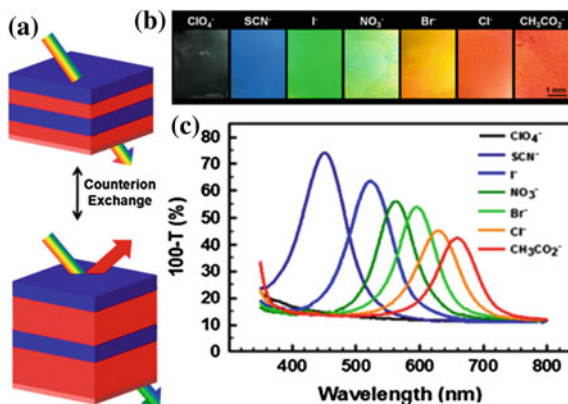 (a)
Counterion
Exchange
(b)
ClO₄⁻ SCN⁻ I⁻ NO₃⁻ Br⁻ Cl⁻ CH₃CO₂⁻
1 mm
(c)
80
70
60
50
40
30
20
10
100-T (%)
ClO₄⁻
SCN⁻
I⁻
NO₃⁻
Br⁻
Cl⁻
CH₃CO₂⁻
400 500 600 700 800
Wavelength (nm)